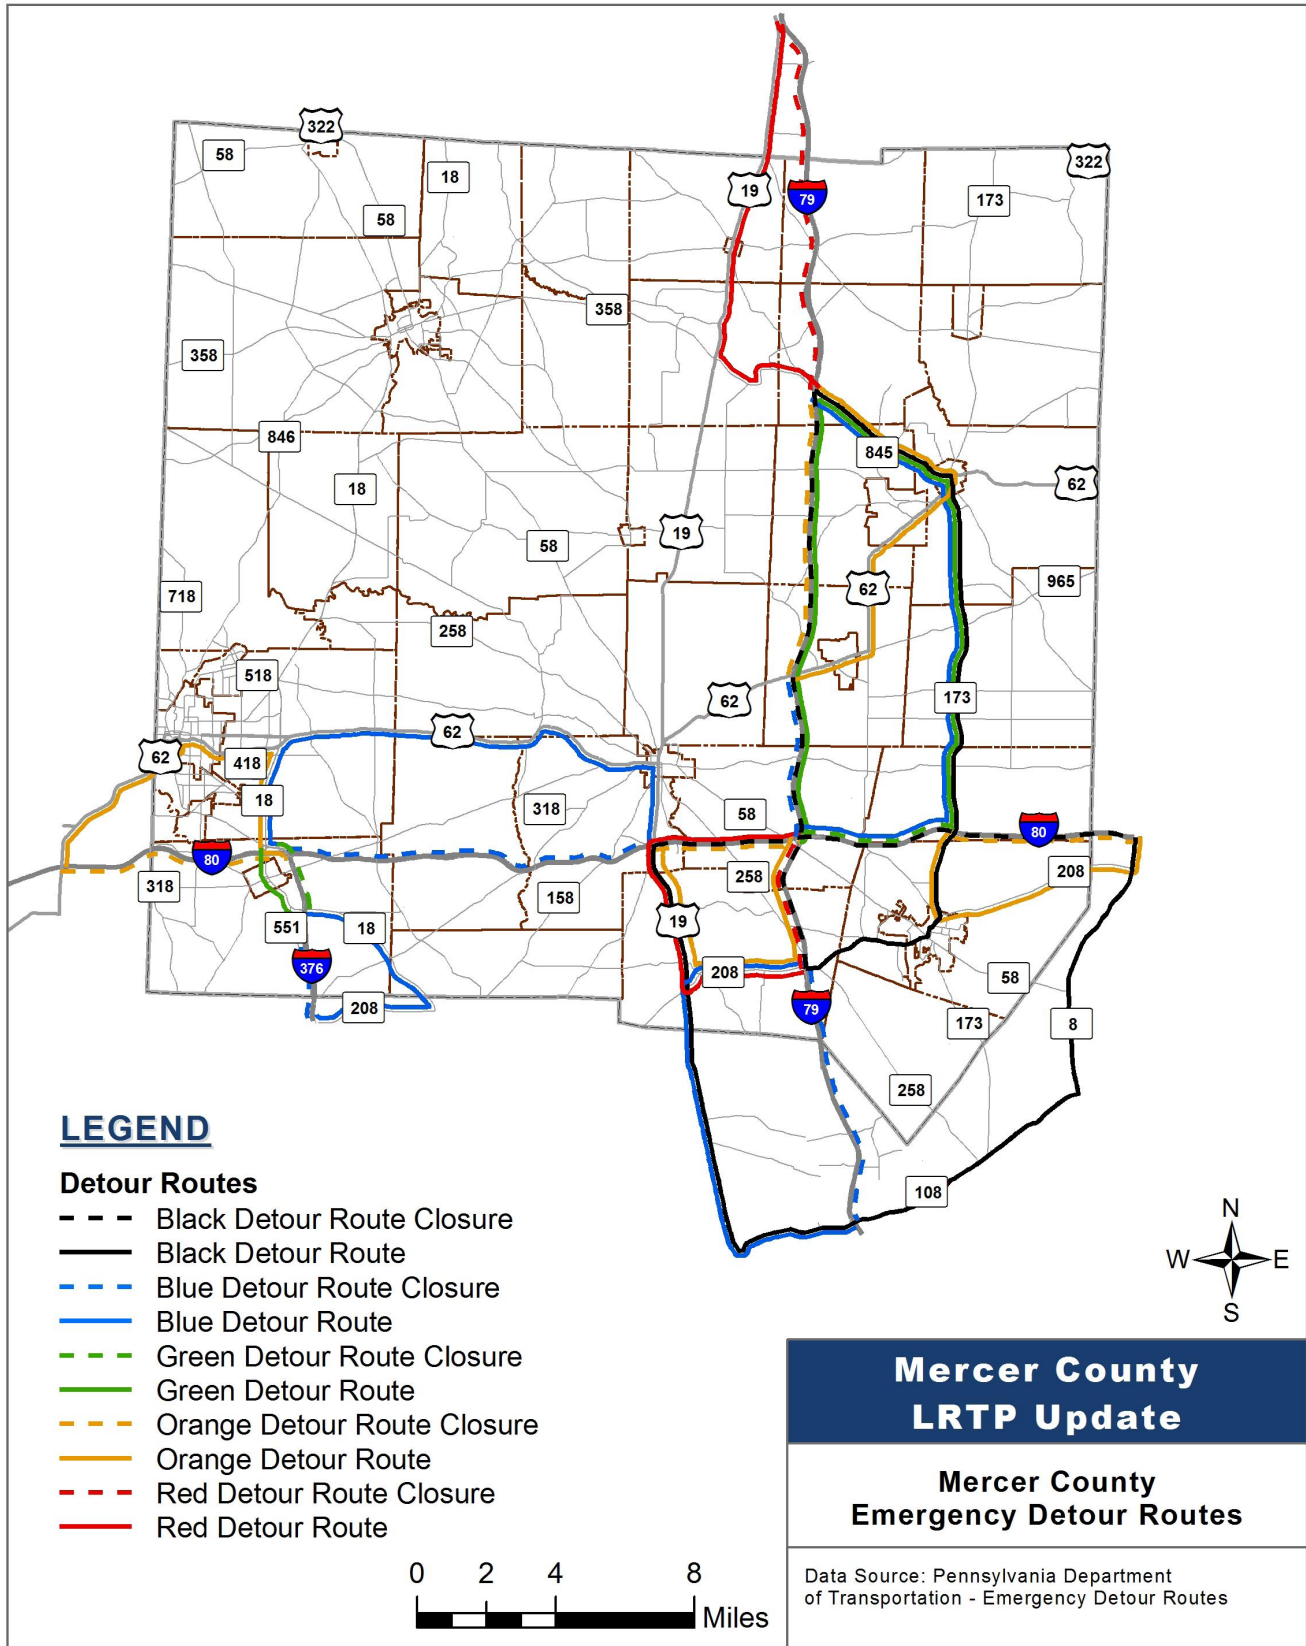 322
58
18
58
19
79
173
322
358
358
845
846
18
62
19
58
62
965
718
258
518
173
62
62
62
418
18
318
58
80
80
208
318
158
258
551
18
19
376
208
208
79
58
173
8
258
108
LEGEND
Detour Routes
Black Detour Route Closure
Black Detour Route
Blue Detour Route Closure
Blue Detour Route
Green Detour Route Closure
Green Detour Route
Orange Detour Route Closure
Orange Detour Route
Red Detour Route Closure
Red Detour Route
N
W
E
S
0 2 4 8
Miles
Mercer County
LRTP Update
Mercer County
Emergency Detour Routes
Data Source: Pennsylvania Department
of Transportation - Emergency Detour Routes